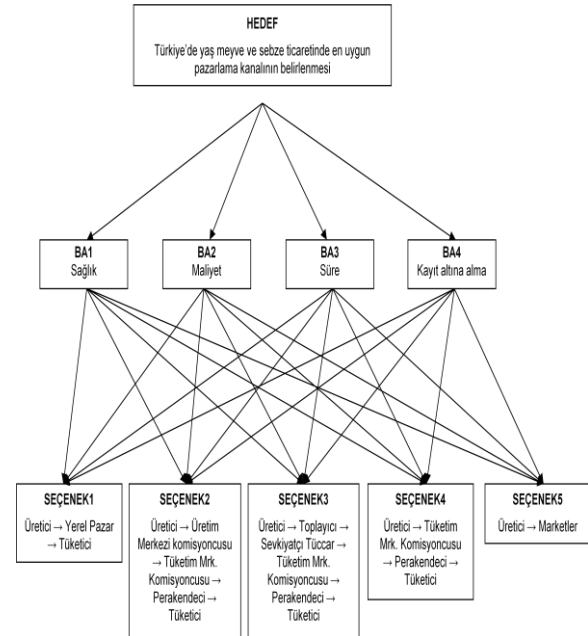 HEDEF
Türkiye'de yaş meyve ve sebze ticaretinde en uygun
pazarlama kanalının belirlenmesi
BA1
Sağlık
BA2
Maliyet
BA3
Süre
BA4
Kayıt altına alma
SEÇENEK1
Üretici → Yerel Pazar
→ Tüketici
SEÇENEK2
Üretici → Üretim
Merkezi komisyoncusu
→ Tüketim Mrk.
Komisyoncusu →
Perakendeci →
Tüketici
SEÇENEK3
Üretici → Toplayıcı →
Sevkiyatçı Tüccar →
Tüketim Mrk.
Komisyoncusu →
Perakendeci →
Tüketici
SEÇENEK4
Üretici → Tüketim
Mrk. Komisyoncusu
→ Perakendeci →
Tüketici
SEÇENEK5
Üretici → Marketler